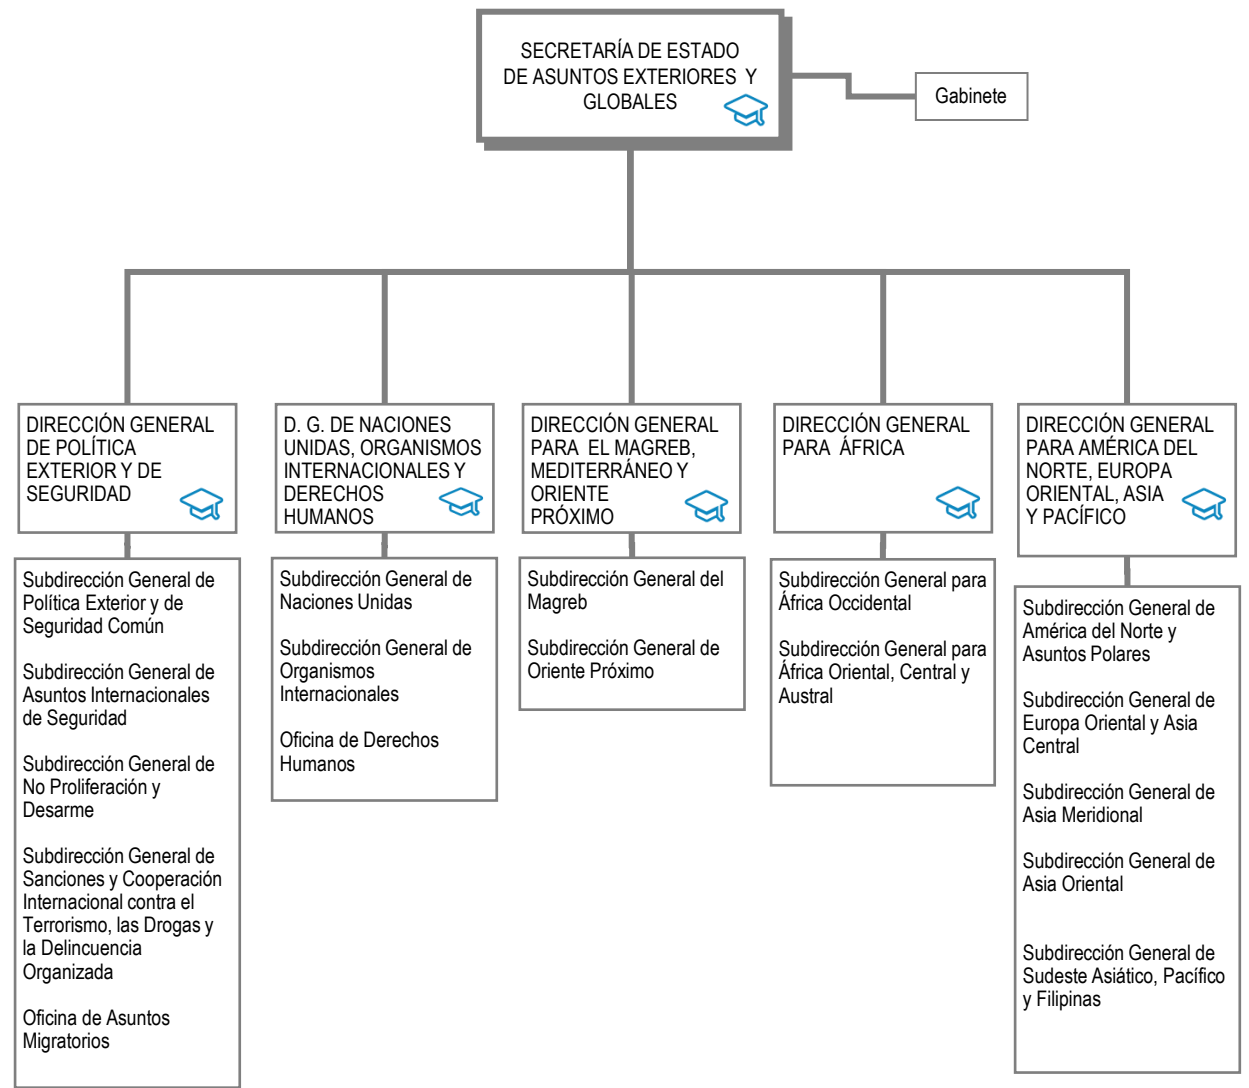 SECRETARÍA DE ESTADO
DE ASUNTOS EXTERIORES Y
GLOBALES
Gabinete
DIRECCIÓN GENERAL
DE POLÍTICA
EXTERIOR Y DE
SEGURIDAD
Subdirección General de
Política Exterior y de
Seguridad Común
Subdirección General de
Asuntos Internacionales
de Seguridad
Subdirección General de
No Proliferación y
Desarme
Subdirección General de
Sanciones y Cooperación
Internacional contra el
Terrorismo, las Drogas y
la Delincuencia
Organizada
Oficina de Asuntos
Migratorios
D. G. DE NACIONES
UNIDAS, ORGANISMOS
INTERNACIONALES Y
DERECHOS
HUMANOS
Subdirección General de
Naciones Unidas
Subdirección General de
Organismos
Internacionales
Oficina de Derechos
Humanos
DIRECCIÓN GENERAL
PARA EL MAGREB,
MEDITERRÁNEO Y
ORIENTE
PRÓXIMO
Subdirección General del
Magreb
Subdirección General de
Oriente Próximo
DIRECCIÓN GENERAL
PARA ÁFRICA
Subdirección General para
África Occidental
Subdirección General para
África Oriental, Central y
Austral
DIRECCIÓN GENERAL
PARA AMÉRICA DEL
NORTE, EUROPA
ORIENTAL, ASIA
Y PACÍFICO
Subdirección General de
América del Norte y
Asuntos Polares
Subdirección General de
Europa Oriental y Asia
Central
Subdirección General de
Asia Meridional
Subdirección General de
Asia Oriental
Subdirección General de
Sudeste Asiático, Pacífico
y Filipinas